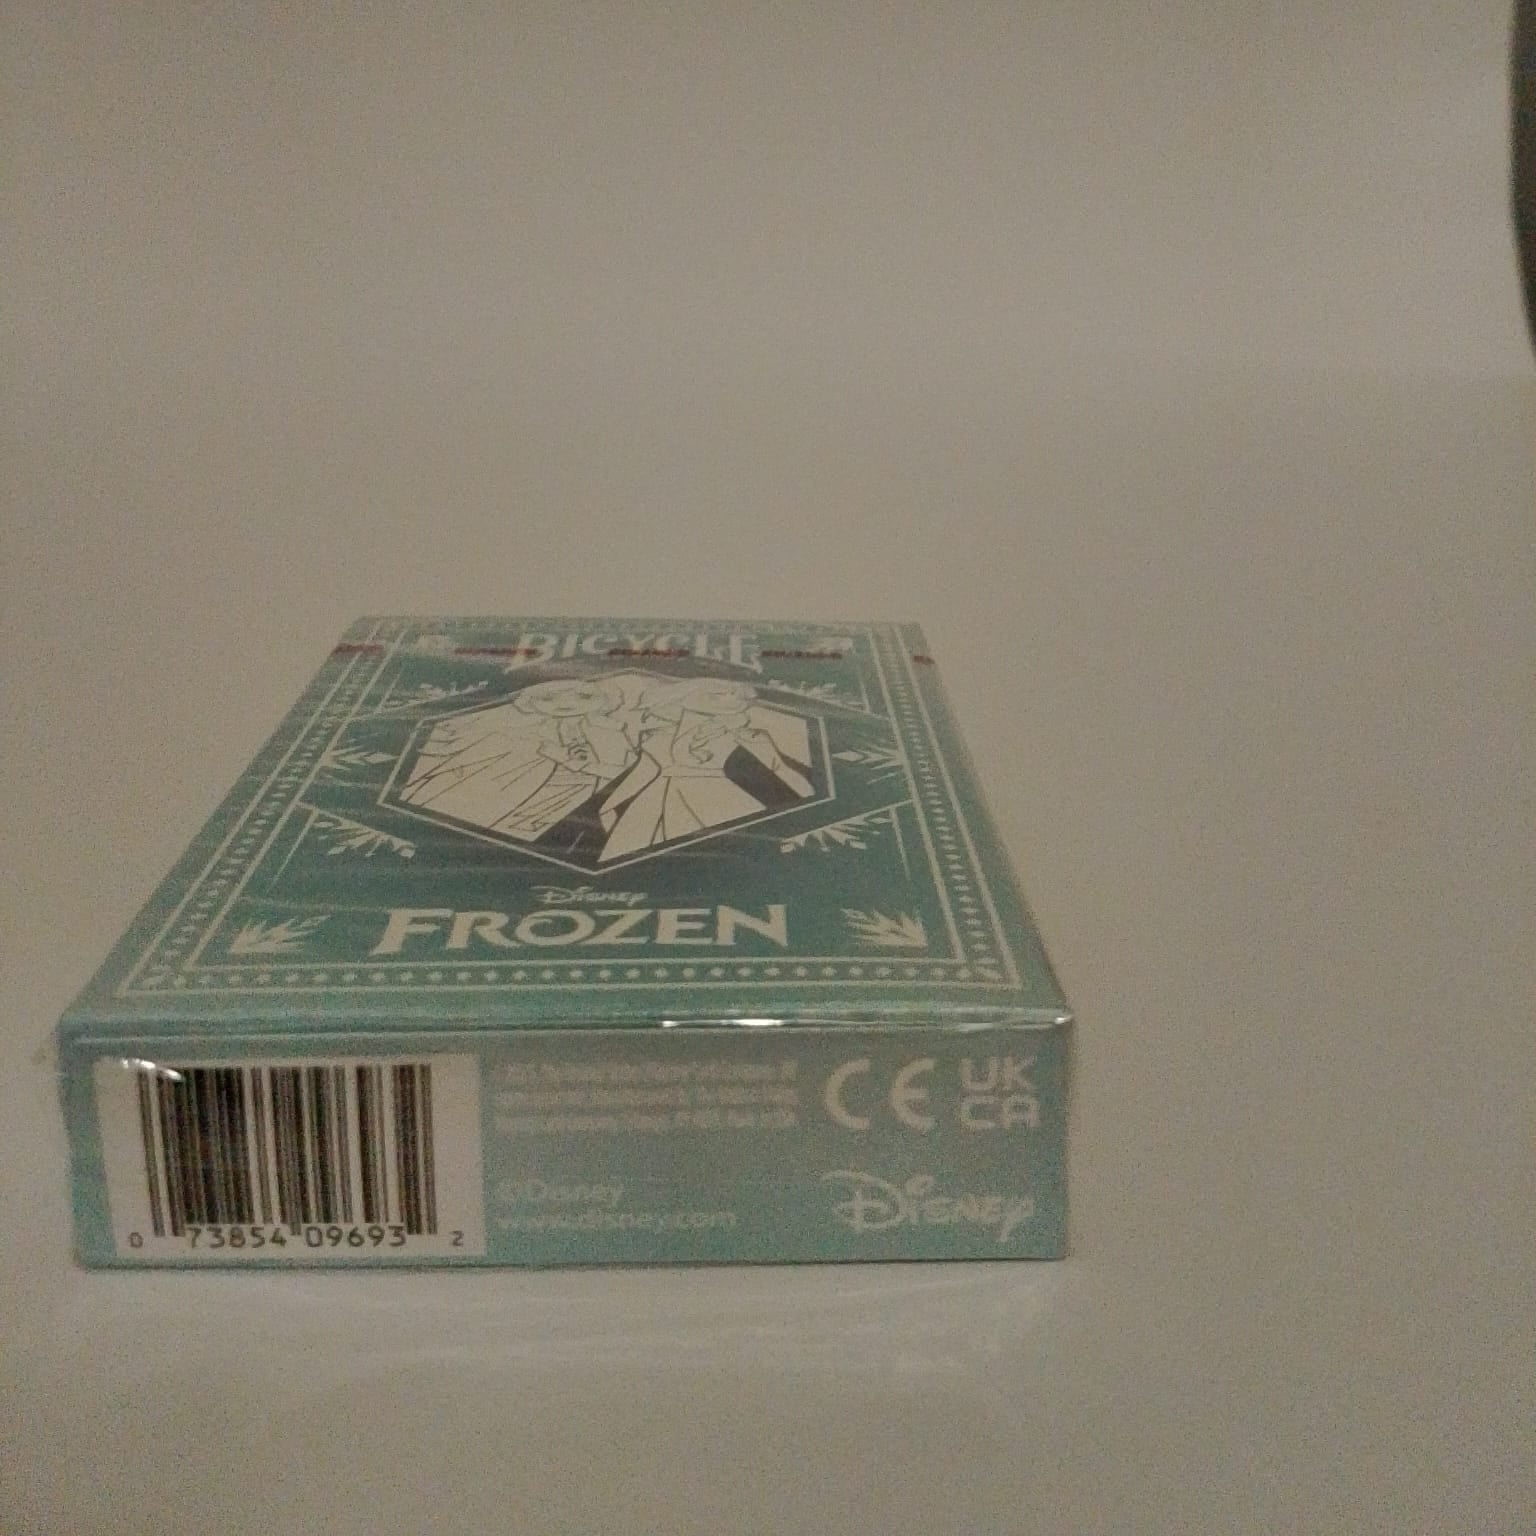 BICYCLE
Disney
FROZEN
0 73854 09693 2
CE
UK
CA
©Disney
www.disney.com
Disney